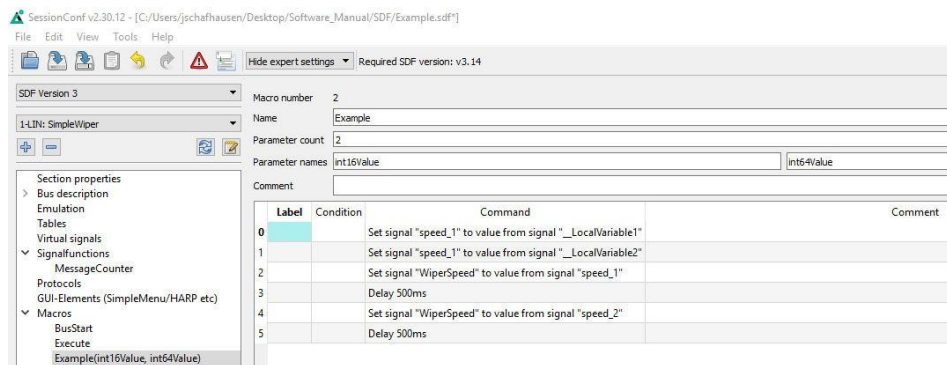 SessionConf v2.30.12 - [C:/Users/jschafhausen/Desktop/Software_Manual/SDF/Example.sdf*]
File Edit View Tools Help
Hide expert settings Required SDF version: v3.14
SDF Version 3
1-LIN: SimpleWiper
Section properties
Bus description
Emulation
Tables
Virtual signals
Signalfunctions
MessageCounter
Protocols
GUI-Elements (SimpleMenu/HARP etc)
Macros
BusStart
Execute
Example(int16Value, int64Value)
Macro number 2
Name Example
Parameter count 2
Parameter names int16Value int64Value
Comment
Label Condition Command Comment
0 Set signal "speed_1" to value from signal "__LocalVariable1"
1 Set signal "speed_1" to value from signal "__LocalVariable2"
2 Set signal "WiperSpeed" to value from signal "speed_1"
3 Delay 500ms
4 Set signal "WiperSpeed" to value from signal "speed_2"
5 Delay 500ms